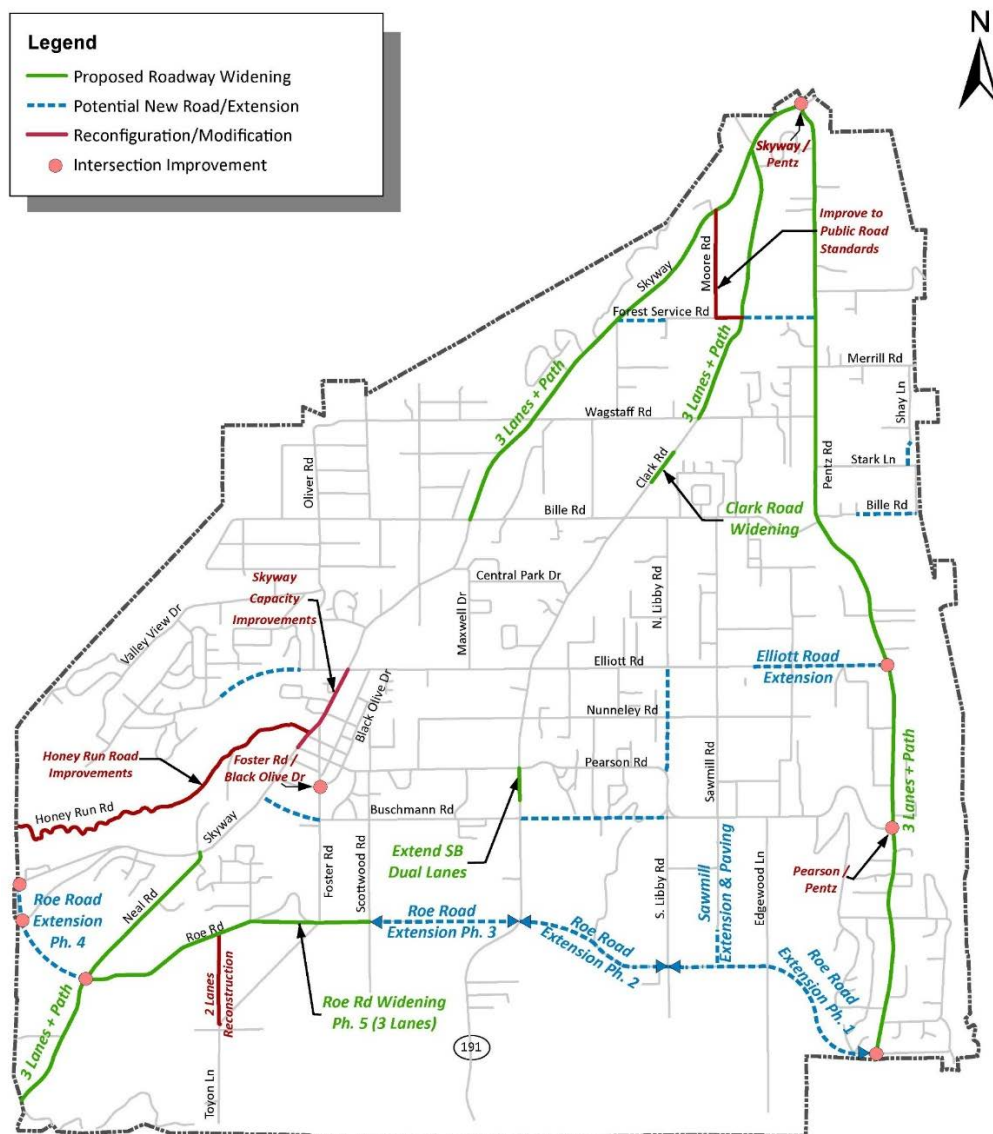 Legend
Proposed Roadway Widening
Potential New Road/Extension
Reconfiguration/Modification
Intersection Improvement
N
Skyway /
Pentz
Improve to
Public Road
Standards
Moore Rd
Skyway
Forest Service Rd
3 Lanes + Path
3 Lanes + Path
Merrill Rd
Shay Ln
Wagstaff Rd
Pentz Rd
Stark Ln
Clark Rd
Oliver Rd
Bille Rd
Bille Rd
Clark Road
Widening
Skyway
Capacity
Improvements
Central Park Dr
Maxwell Dr
N. Libby Rd
Valley View Dr
Black Olive Dr
Elliott Rd
Elliott Road
Extension
Nunneley Rd
Honey Run Road
Improvements
Foster Rd /
Black Olive Dr
Pearson Rd
Sawmill Rd
3 Lanes + Path
Honey Run Rd
Skyway
Buschmann Rd
Extend SB
Dual Lanes
Pearson /
Pentz
Foster Rd
Scottwood Rd
S. Libby Rd
Sawmill
Extension & Paving
Edgewood Ln
Neal Rd
Roe Road
Extension
Ph. 4
Roe Rd
Roe Road
Extension Ph. 3
Roe Road
Extension Ph. 2
Roe Road
Extension Ph. 1
2 Lanes
Reconstruction
Roe Rd Widening
Ph. 5 (3 Lanes)
3 Lanes + Path
191
Toyon Ln